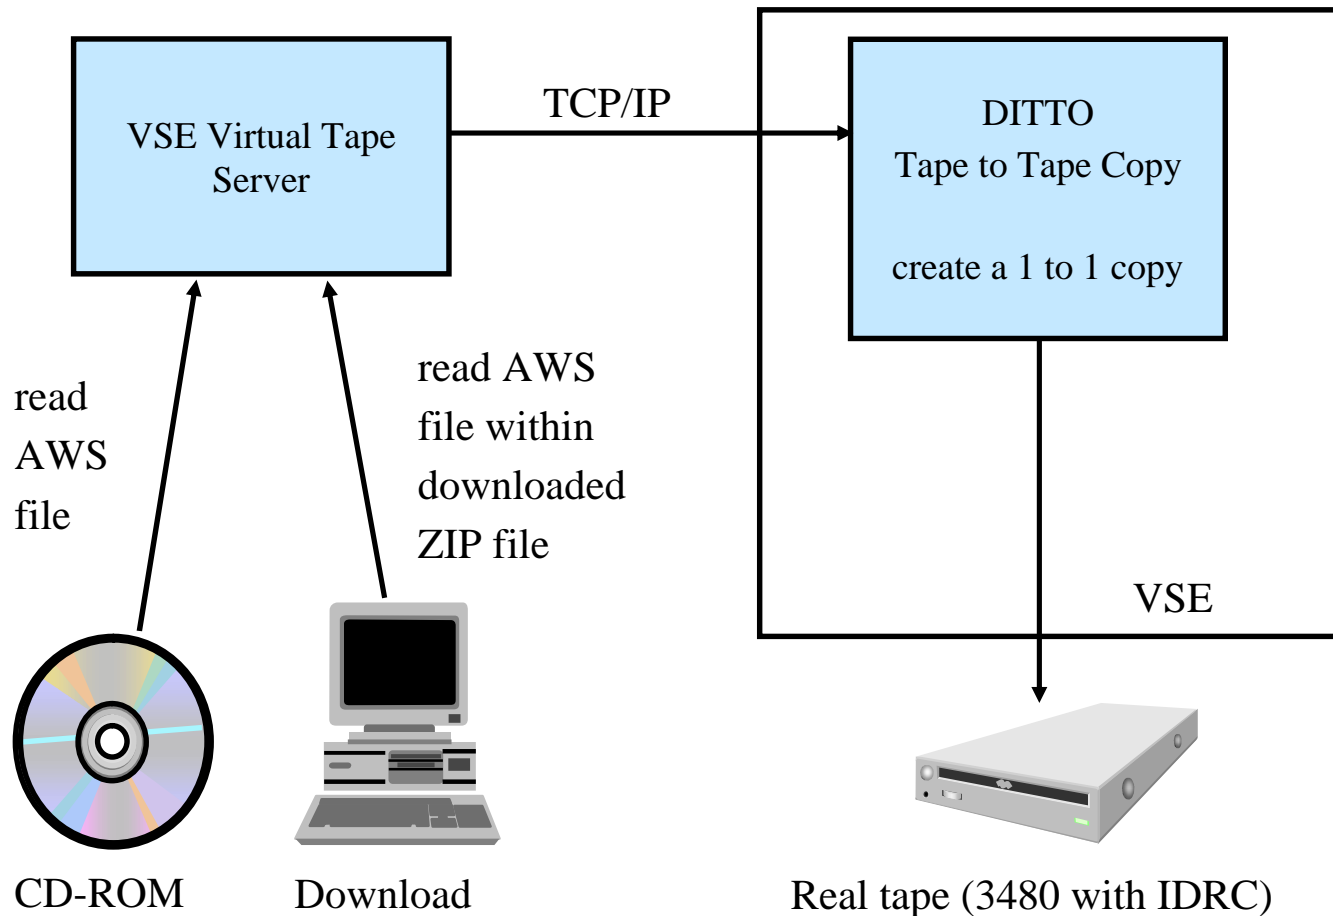 VSE Virtual Tape
Server
TCP/IP
DITTO
Tape to Tape Copy
create a 1 to 1 copy
read
AWS
file
read AWS
file within
downloaded
ZIP file
VSE
CD-ROM
Download
Real tape (3480 with IDRC)